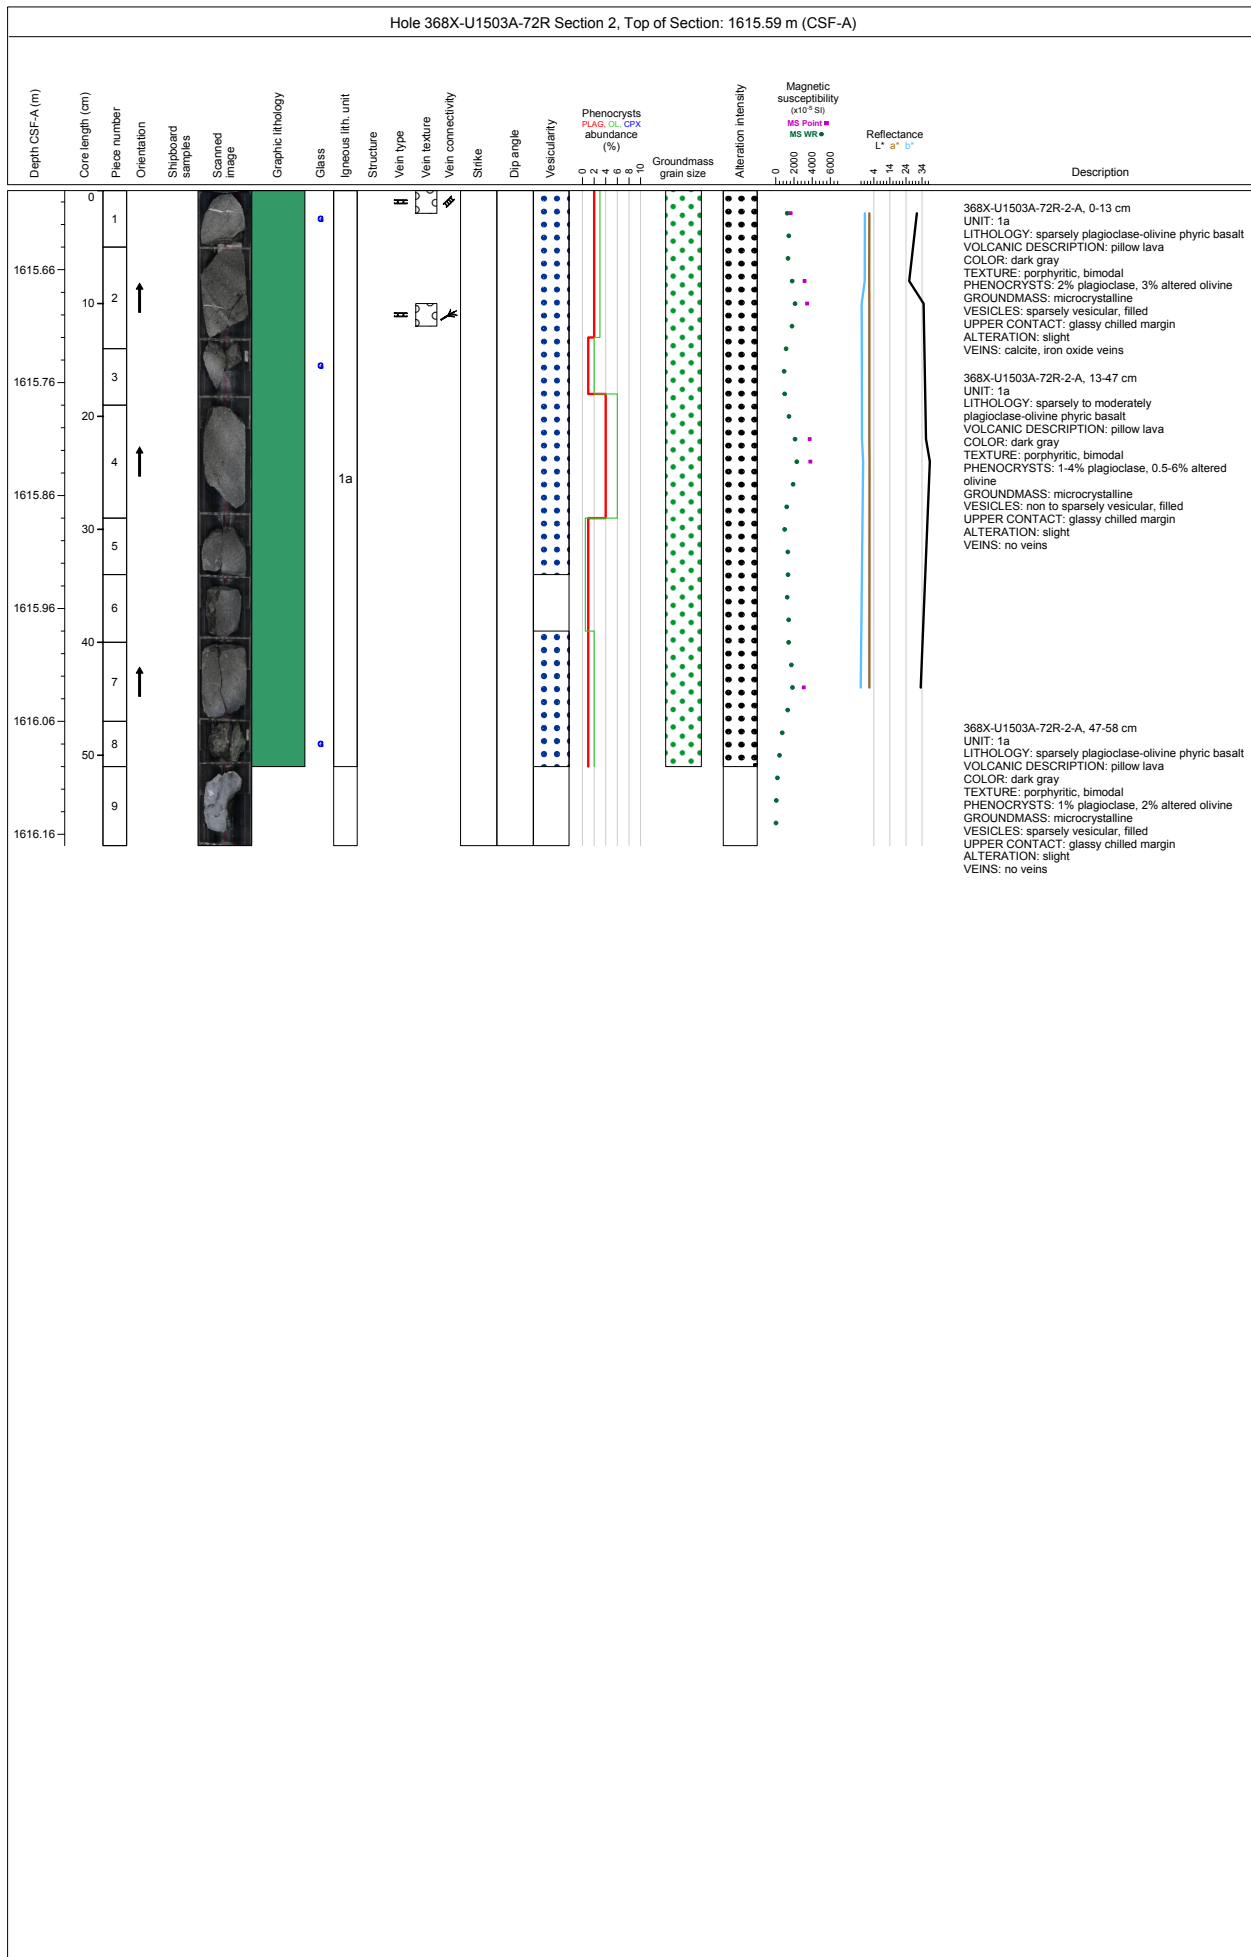 Hole 368X-U1503A-72R Section 2, Top of Section: 1615.59 m (CSF-A)
Depth CSF-A (m)
Core length (cm)
Piece number
Orientation
Shipboard
samples
Scanned
image
Graphic lithology
Glass
Igneous lith. unit
Structure
Vein type
Vein texture
Vein connectivity
Strike
Dip angle
Vesicularity
Phenocrysts
PLAG, OL, CPX
abundance
(%)
0 2 4 6 8 10
Groundmass
grain size
Alteration intensity
Magnetic
susceptibility
(x10-5 SI)
MS Point
MS WR
0 2000 4000 6000
Reflectance
L* a* b*
4 14 24 34
Description
0
10
20
30
40
50
1615.66
1615.76
1615.86
1615.96
1616.06
1616.16
1
2
3
4
5
6
7
8
9
G
G
G
1a
368X-U1503A-72R-2-A, 0-13 cm
UNIT: 1a
LITHOLOGY: sparsely plagioclase-olivine phyric basalt
VOLCANIC DESCRIPTION: pillow lava
COLOR: dark gray
TEXTURE: porphyritic, bimodal
PHENOCRYSTS: 2% plagioclase, 3% altered olivine
GROUNDMASS: microcrystalline
VESICLES: sparsely vesicular, filled
UPPER CONTACT: glassy chilled margin
ALTERATION: slight
VEINS: calcite, iron oxide veins
368X-U1503A-72R-2-A, 13-47 cm
UNIT: 1a
LITHOLOGY: sparsely to moderately
plagioclase-olivine phyric basalt
VOLCANIC DESCRIPTION: pillow lava
COLOR: dark gray
TEXTURE: porphyritic, bimodal
PHENOCRYSTS: 1-4% plagioclase, 0.5-6% altered
olivine
GROUNDMASS: microcrystalline
VESICLES: non to sparsely vesicular, filled
UPPER CONTACT: glassy chilled margin
ALTERATION: slight
VEINS: no veins
368X-U1503A-72R-2-A, 47-58 cm
UNIT: 1a
LITHOLOGY: sparsely plagioclase-olivine phyric basalt
VOLCANIC DESCRIPTION: pillow lava
COLOR: dark gray
TEXTURE: porphyritic, bimodal
PHENOCRYSTS: 1% plagioclase, 2% altered olivine
GROUNDMASS: microcrystalline
VESICLES: sparsely vesicular, filled
UPPER CONTACT: glassy chilled margin
ALTERATION: slight
VEINS: no veins